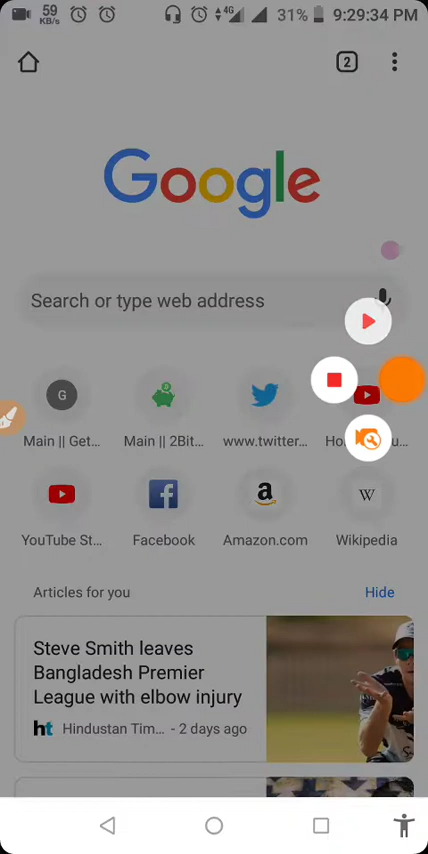 59
KB/s
4G
31%
9:29:34 PM
2
Google
Search or type web address
G
Main || Get...
Main || 2Bit...
www.twitter...
YouTube St...
Facebook
Amazon.com
W
Wikipedia
Articles for you
Hide
Steve Smith leaves
Bangladesh Premier
League with elbow injury
ht
Hindustan Tim... - 2 days ago